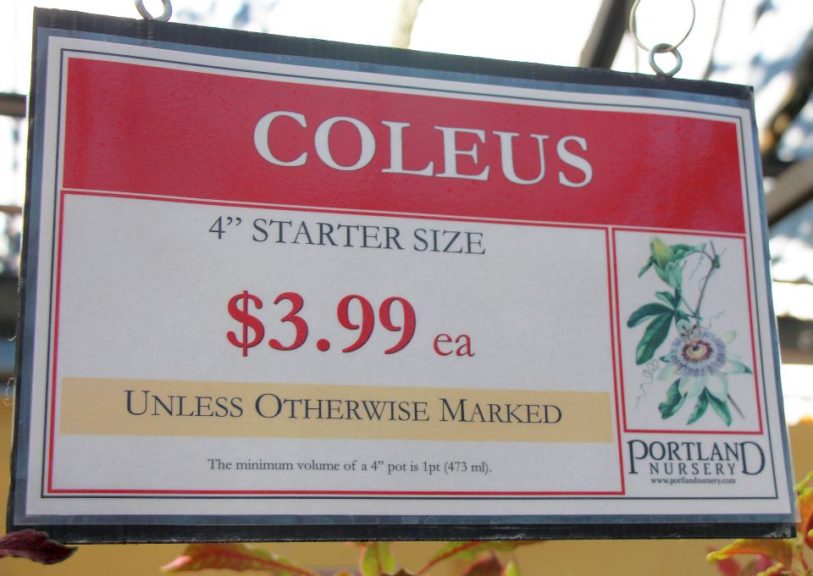 COLEUS
4” STARTER SIZE
$3.99 ea
UNLESS OTHERWISE MARKED
The minimum volume of a 4” pot is 1pt (473 ml).
PORTLAND
NURSERY
www.portlandnursery.com